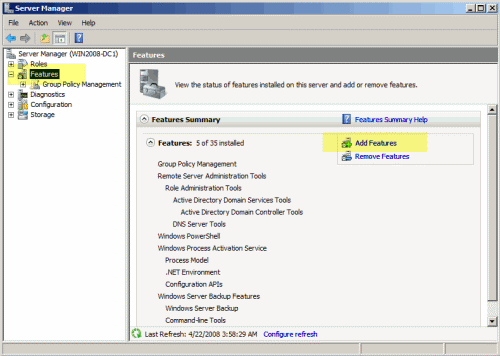 Server Manager
File Action View Help
Server Manager (WIN2008-DC1)
Roles
Features
Group Policy Management
Diagnostics
Configuration
Storage
Features
View the status of features installed on this server and add or remove features.
Features Summary
Features Summary Help
Features: 5 of 35 installed
Add Features
Remove Features
Group Policy Management
Remote Server Administration Tools
Role Administration Tools
Active Directory Domain Services Tools
Active Directory Domain Controller Tools
DNS Server Tools
Windows PowerShell
Windows Process Activation Service
Process Model
.NET Environment
Configuration APIs
Windows Server Backup Features
Windows Server Backup
Command-line Tools
Last Refresh: 4/22/2008 3:58:29 AM Configure refresh